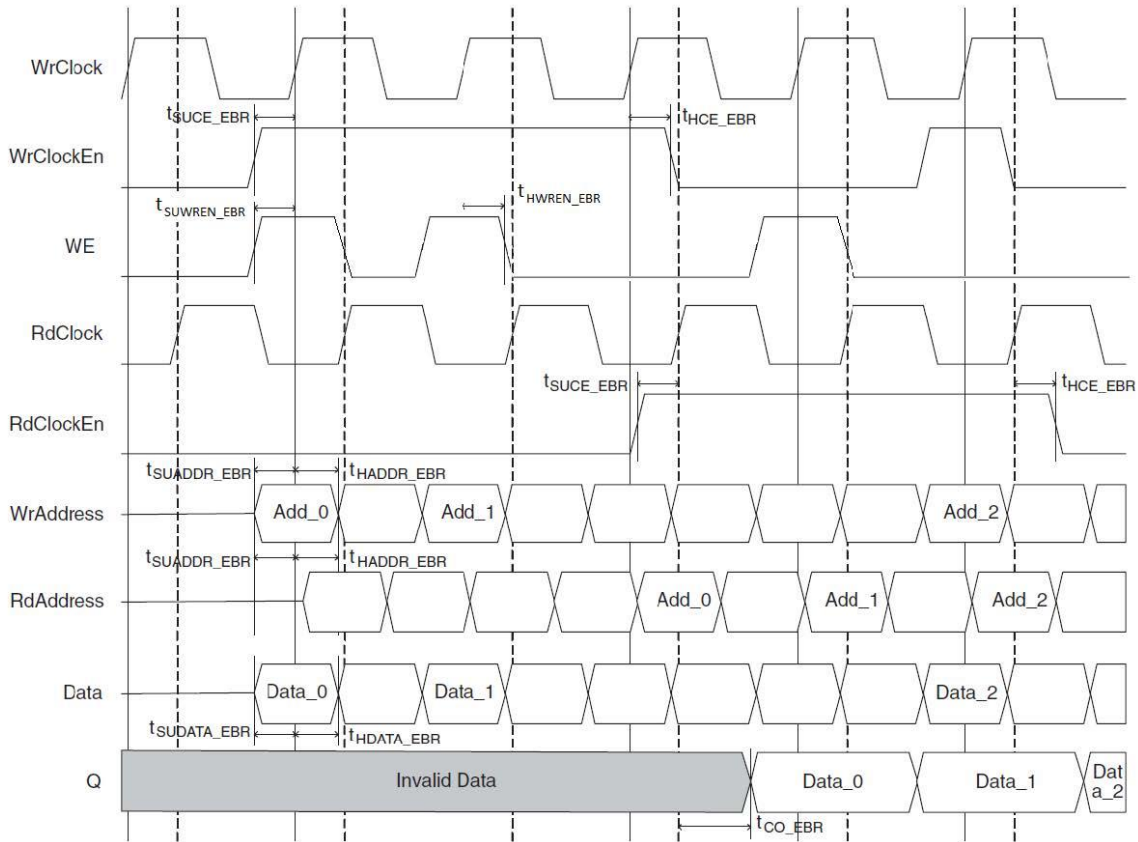 WrClock
tSUCE_EBR
tHCE_EBR
WrClockEn
tSUWREN_EBR
tHWREN_EBR
WE
RdClock
tSUCE_EBR
tHCE_EBR
RdClockEn
tSUADDR_EBR tHADDR_EBR
WrAddress Add_0 Add_1 Add_2
tSUADDR_EBR tHADDR_EBR
RdAddress Add_0 Add_1 Add_2
Data Data_0 Data_1 Data_2
tSUDATA_EBR tHDATA_EBR
Q Invalid Data Data_0 Data_1 Dat
a_2
tCO_EBR